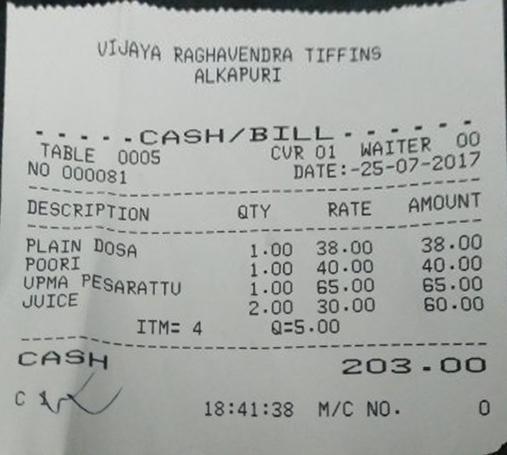 VIJAYA RAGHAVENDRA TIFFINS
ALKAPURI
- - - - - CASH/BILL - - - - - -
TABLE 0005 CVR 01 WAITER 00
NO 000081 DATE:-25-07-2017
DESCRIPTION QTY RATE AMOUNT
PLAIN DOSA 1.00 38.00 38.00
POORI 1.00 40.00 40.00
UPMA PESARATTU 1.00 65.00 65.00
JUICE 2.00 30.00 60.00
ITM= 4 Q=5.00
CASH 203.00
C 18:41:38 M/C NO. 0